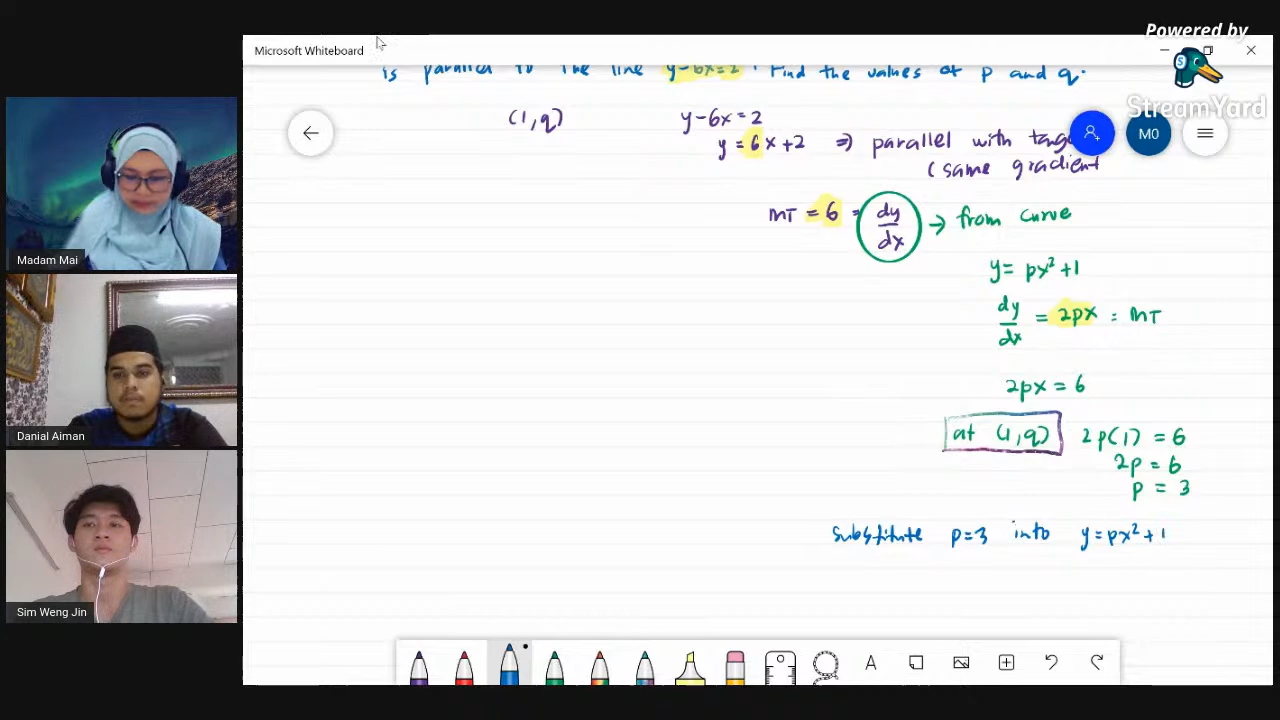 Powered by
StreamYard
Microsoft Whiteboard
is parallel to the line y-6x=2. Find the values of p and q.
(1,q)
y-6x=2
y = 6x+2 ⇒ parallel with
(same gradient
M0
mT = 6 = dy/dx → from curve
y = px²+1
dy/dx = 2px = mT
2px = 6
at (1,q) 2p(1) = 6
2p = 6
p = 3
substitute p=3 into y=px²+1
Madam Mai
Danial Aiman
Sim Weng Jin
A